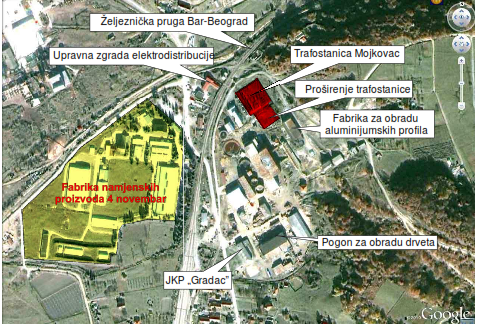 Željeznička pruga Bar-Beograd
Upravna zgrada elektrodistribucije
Trafostanica Mojkovac
Proširenje trafostanice
Fabrika za obradu
aluminijumskih profila
Fabrika namjenskih
proizvoda 4 novembar
Pogon za obradu drveta
JKP „Gradac”
Google